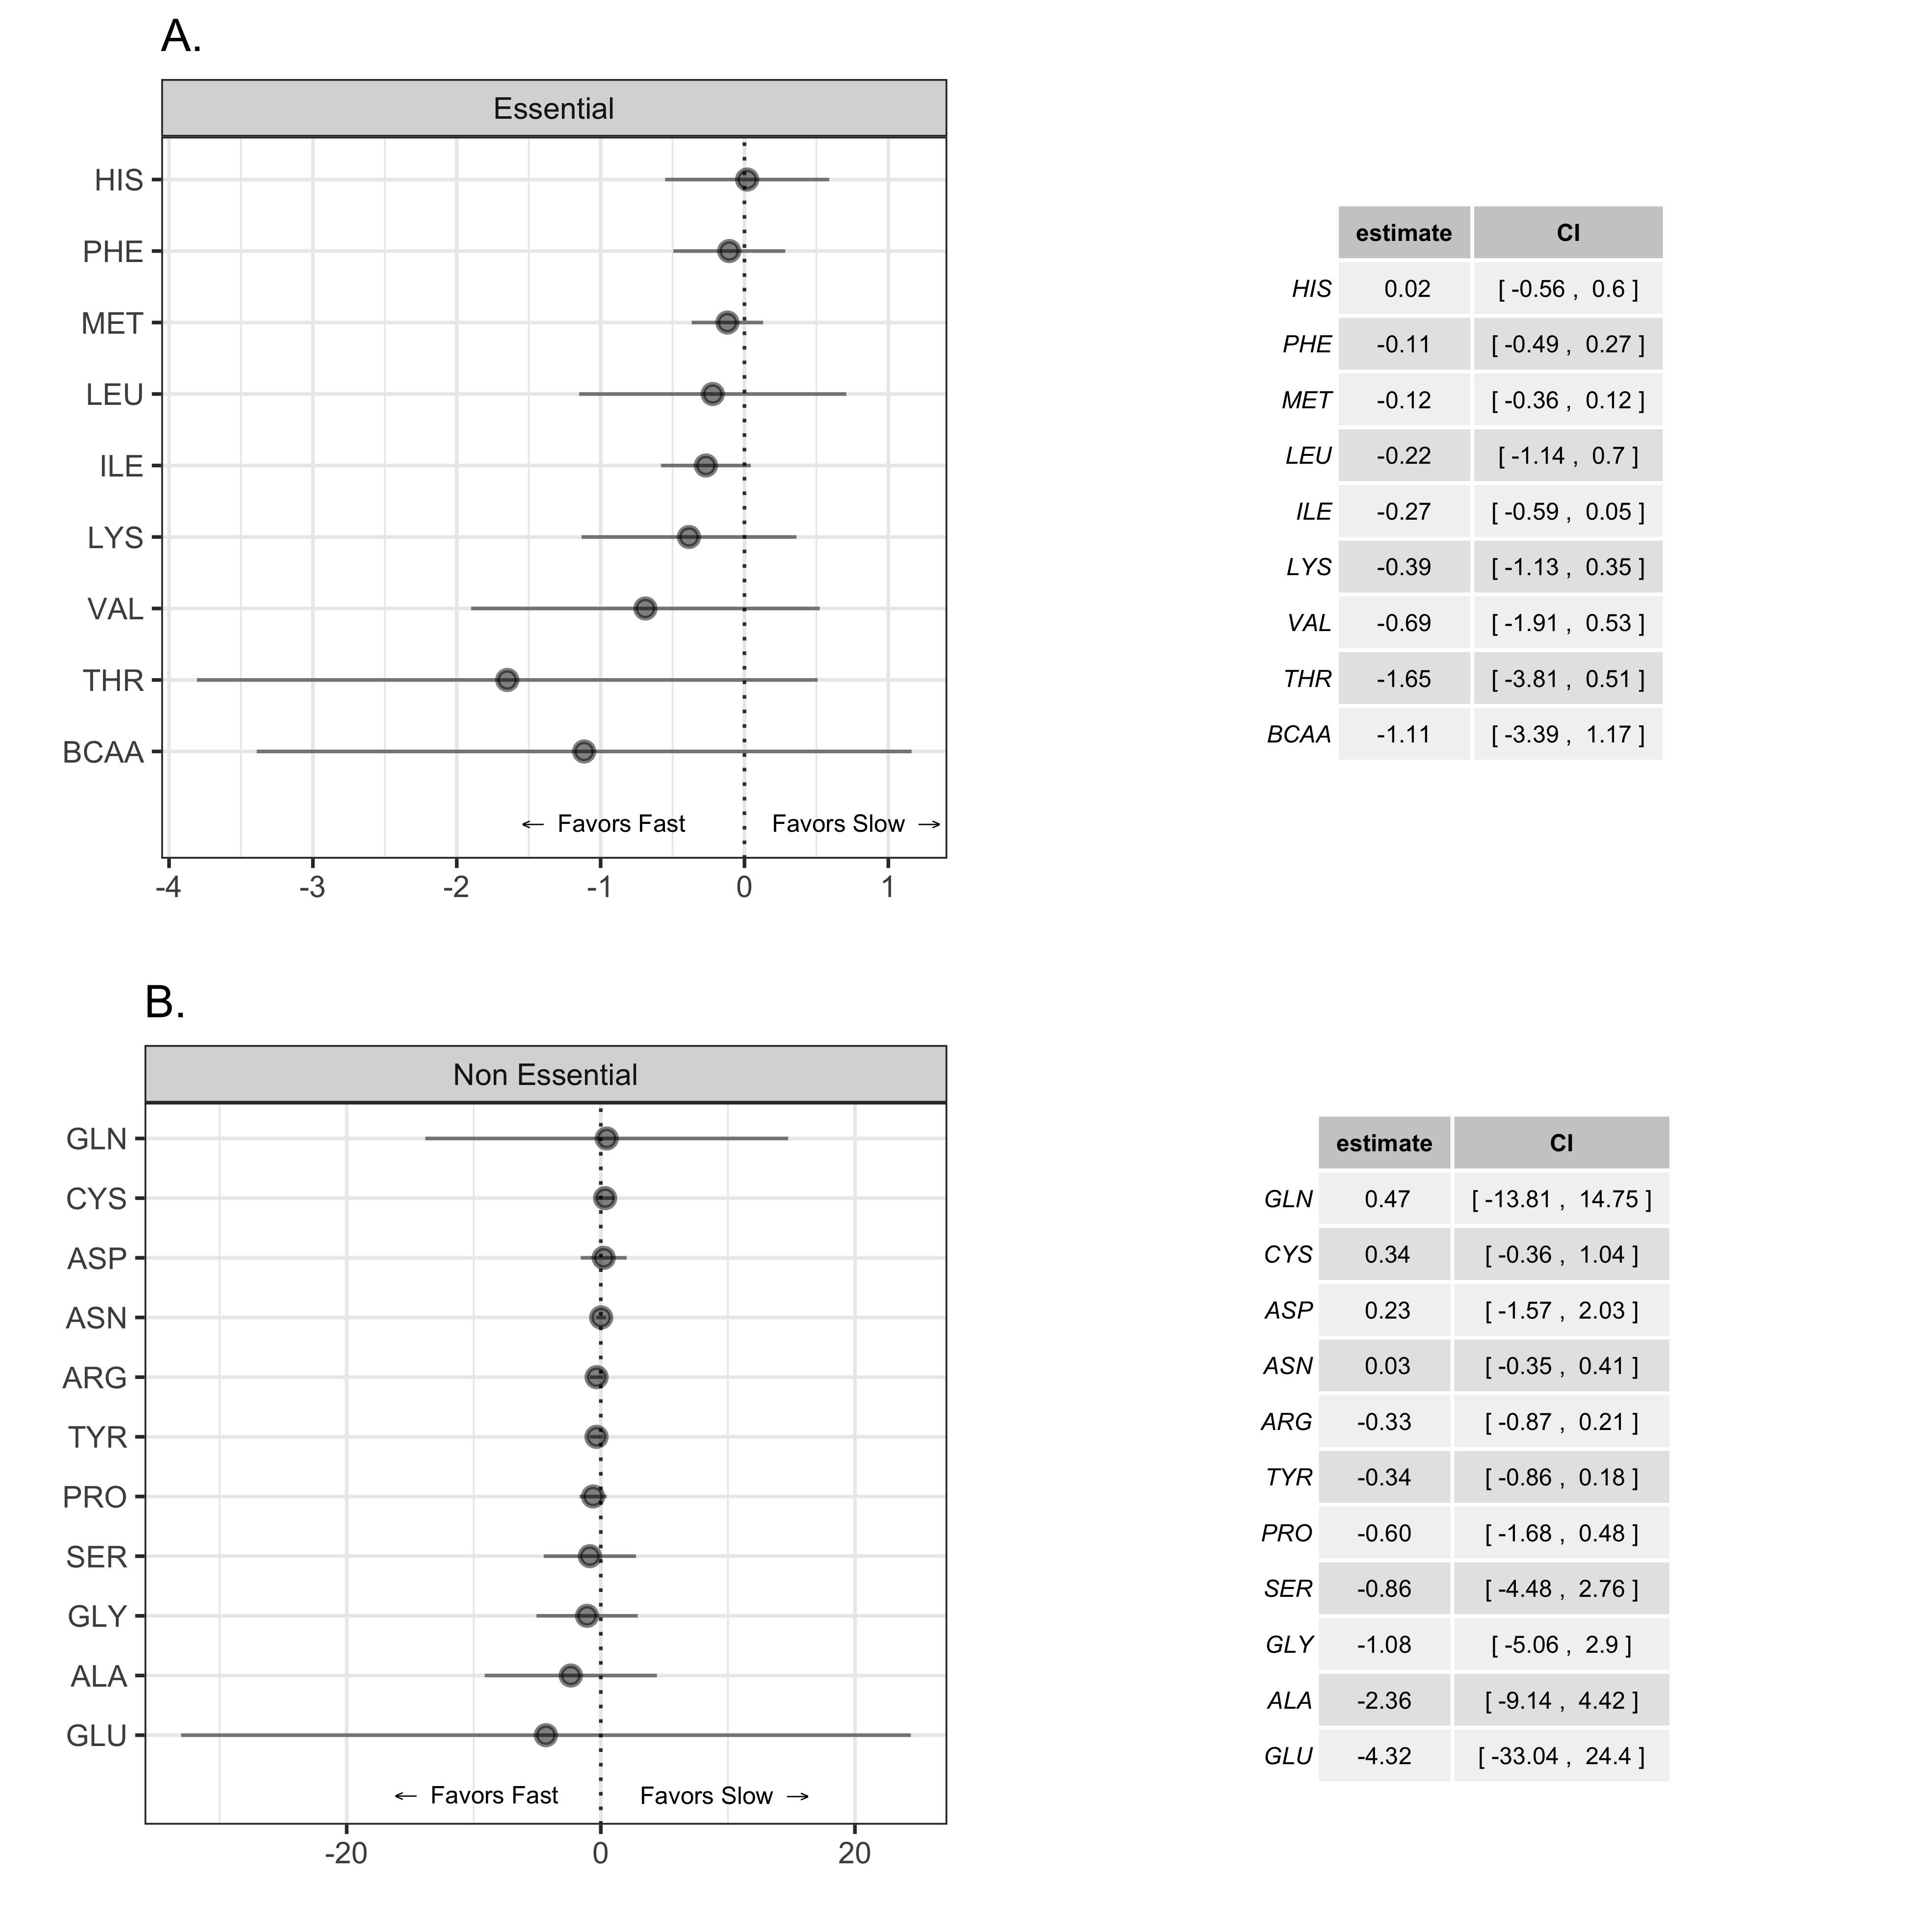 A.
Essential
HIS
PHE
MET
LEU
ILE
LYS
VAL
THR
BCAA
← Favors Fast
Favors Slow →
-4 -3 -2 -1 0 1
estimate CI
HIS 0.02 [ -0.56 , 0.6 ]
PHE -0.11 [ -0.49 , 0.27 ]
MET -0.12 [ -0.36 , 0.12 ]
LEU -0.22 [ -1.14 , 0.7 ]
ILE -0.27 [ -0.59 , 0.05 ]
LYS -0.39 [ -1.13 , 0.35 ]
VAL -0.69 [ -1.91 , 0.53 ]
THR -1.65 [ -3.81 , 0.51 ]
BCAA -1.11 [ -3.39 , 1.17 ]
B.
Non Essential
GLN
CYS
ASP
ASN
ARG
TYR
PRO
SER
GLY
ALA
GLU
← Favors Fast
Favors Slow →
-20 0 20
estimate CI
GLN 0.47 [ -13.81 , 14.75 ]
CYS 0.34 [ -0.36 , 1.04 ]
ASP 0.23 [ -1.57 , 2.03 ]
ASN 0.03 [ -0.35 , 0.41 ]
ARG -0.33 [ -0.87 , 0.21 ]
TYR -0.34 [ -0.86 , 0.18 ]
PRO -0.60 [ -1.68 , 0.48 ]
SER -0.86 [ -4.48 , 2.76 ]
GLY -1.08 [ -5.06 , 2.9 ]
ALA -2.36 [ -9.14 , 4.42 ]
GLU -4.32 [ -33.04 , 24.4 ]